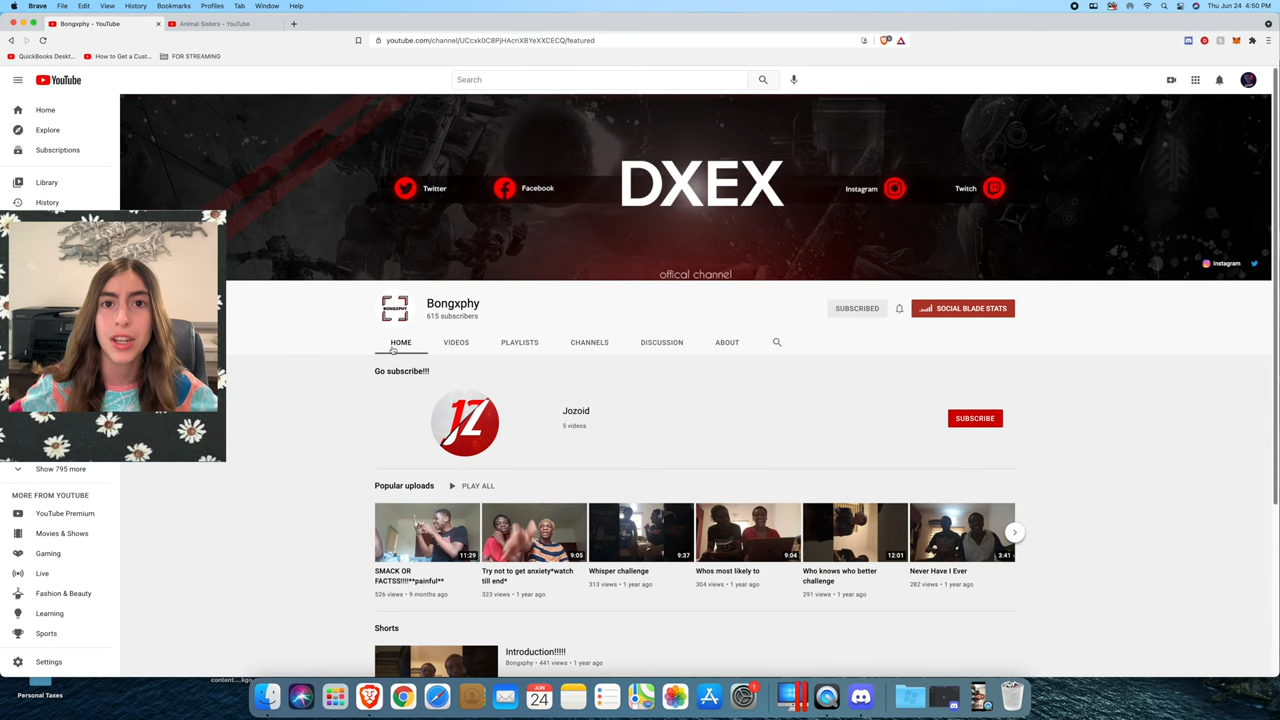 Brave File Edit View History Bookmarks Profiles Tab Window Help
Thu Jun 24 4:50 PM
Bongxphy - YouTube
Animal Sisters - YouTube
youtube.com/channel/UCcxk0C8PjHAcnXBYeXXCECQ/featured
QuickBooks Deskt...
How to Get a Cust...
FOR STREAMING
YouTube
Search
Home
Explore
Subscriptions
Library
History
Twitter
Facebook
DXEX
Instagram
Twitch
offical channel
Instagram
BONGXPHY
Bongxphy
615 subscribers
SUBSCRIBED
SOCIAL BLADE STATS
HOME
VIDEOS
PLAYLISTS
CHANNELS
DISCUSSION
ABOUT
Go subscribe!!!
JZ
Jozoid
5 videos
SUBSCRIBE
Show 795 more
MORE FROM YOUTUBE
YouTube Premium
Movies & Shows
Gaming
Live
Fashion & Beauty
Learning
Sports
Settings
Popular uploads
PLAY ALL
11:29
9:05
9:37
9:04
12:01
3:41
SMACK OR
FACTSS!!!!**painful**
526 views • 9 months ago
Try not to get anxiety*watch
till end*
323 views • 1 year ago
Whisper challenge
313 views • 1 year ago
Whos most likely to
304 views • 1 year ago
Who knows who better
challenge
291 views • 1 year ago
Never Have I Ever
282 views • 1 year ago
Shorts
Introduction!!!!!
Bongxphy • 441 views • 1 year ago
Personal Taxes
content....kgo
JUN
24